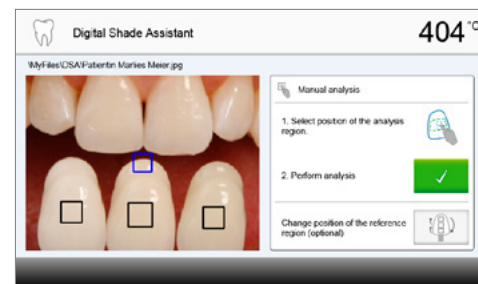 Digital Shade Assistant
404 °C
\MyFiles\DSA\Patientin Marlies Meier.jpg
Manual analysis
1. Select position of the analysis
region.
2. Perform analysis
Change position of the reference
region (optional)